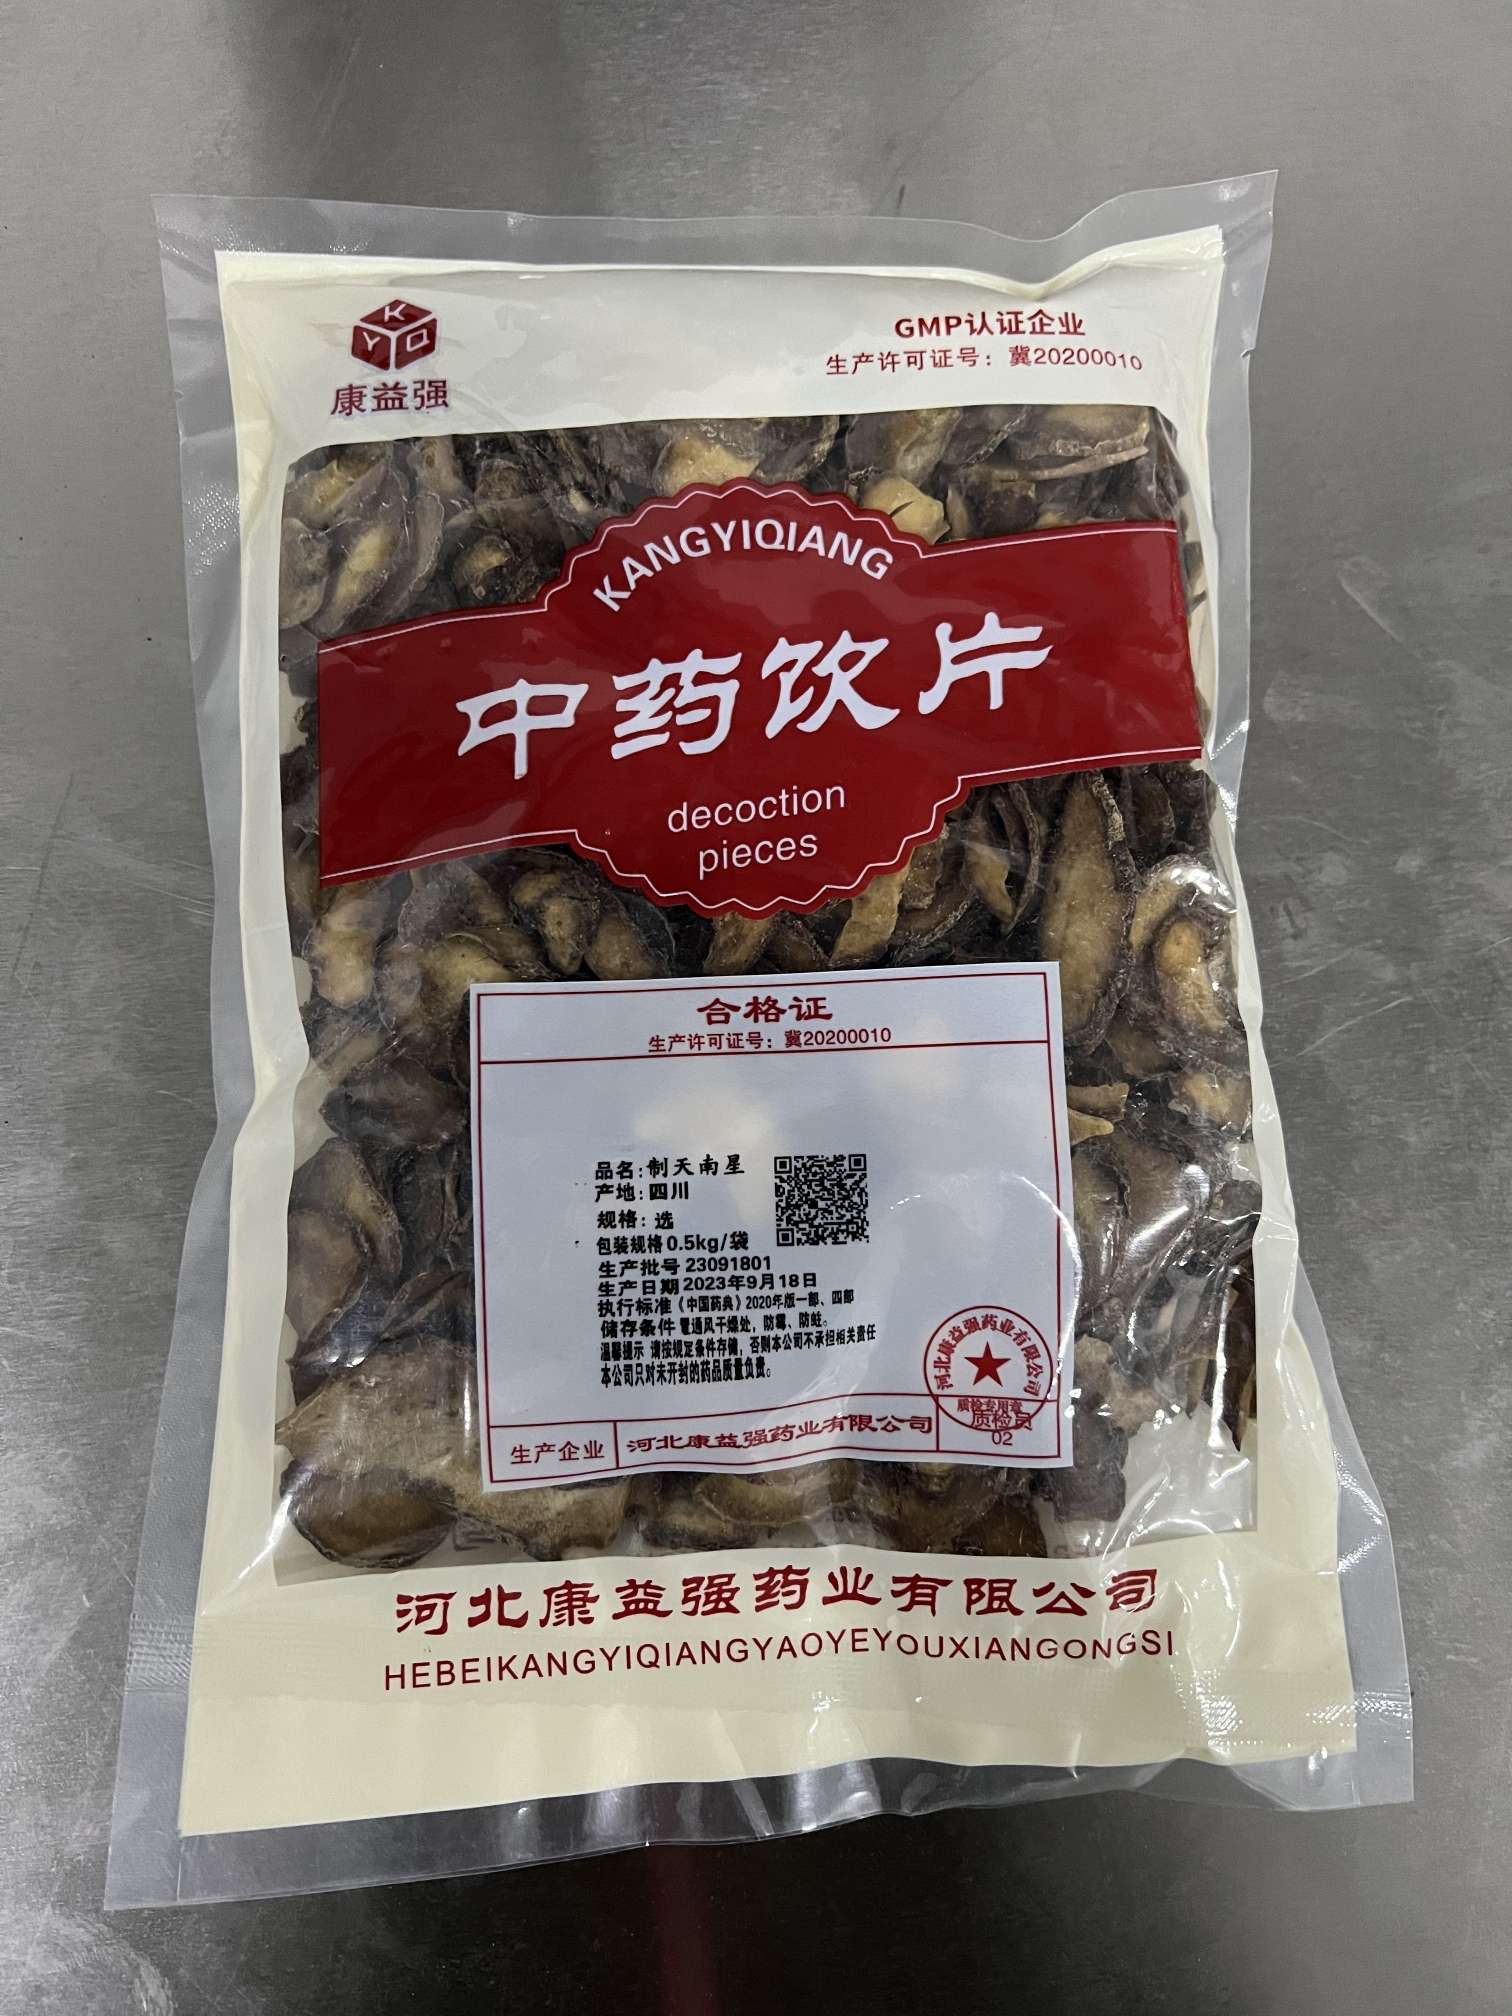 KYQ
康益强
GMP认证企业
生产许可证号：冀20200010
KANGYIQIANG
中药饮片
decoction
pieces
合格证
生产许可证号：冀20200010
品名：制天南星
产地：四川
规格：选
包装规格 0.5kg/袋
生产批号 23091801
生产日期 2023年9月18日
执行标准《中国药典》2020年版一部、四部
储存条件 置通风干燥处，防霉、防蛀。
温馨提示 请按规定条件存储，否则本公司不承担相关责任
本公司只对未开封的药品质量负责。
河北康益强药业有限公司
质检专用章
质检员
02
生产企业 河北康益强药业有限公司
河北康益强药业有限公司
HEBEIKANGYIQIANGYAOYEYOUXIANGONGSI